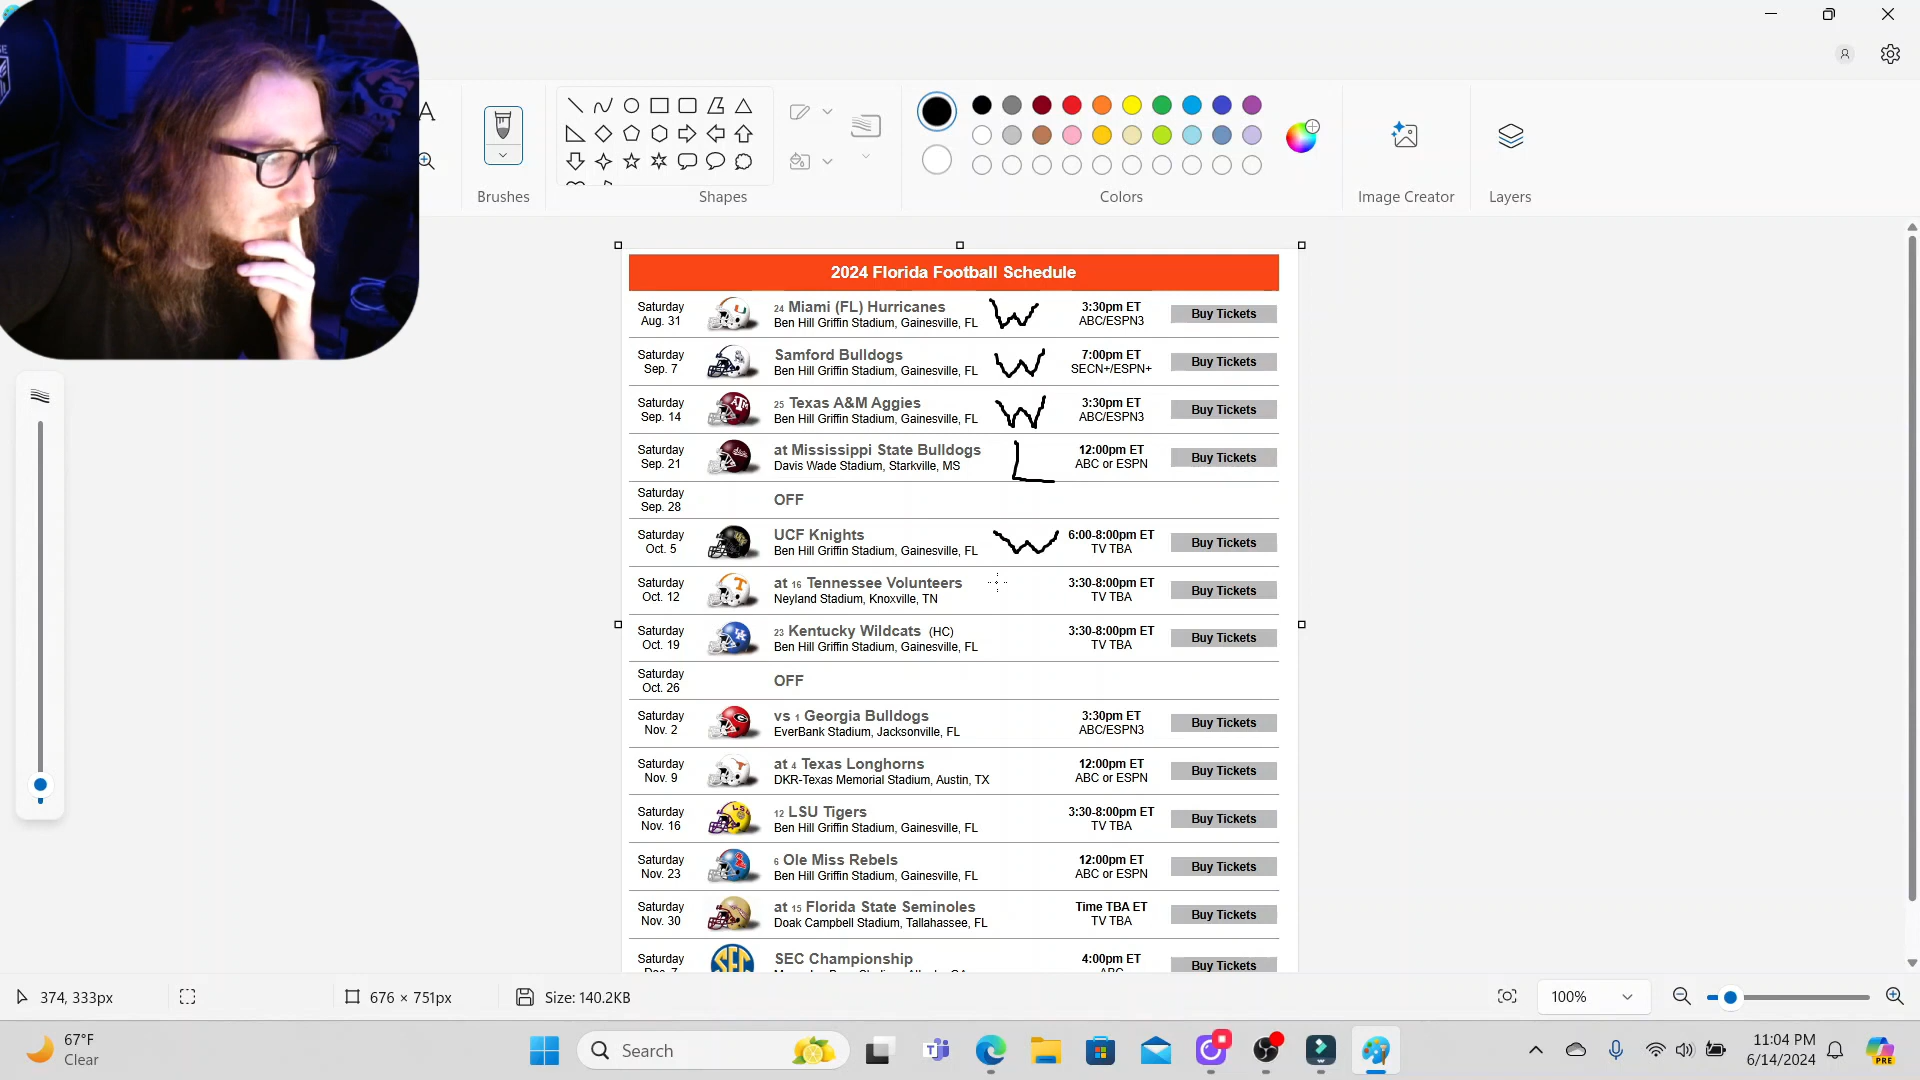 A
Brushes
Shapes
Colors
Image Creator
Layers
2024 Florida Football Schedule
Saturday Aug. 31
24 Miami (FL) Hurricanes
Ben Hill Griffin Stadium, Gainesville, FL
W
3:30pm ET
ABC/ESPN3
Buy Tickets
Saturday Sep. 7
Samford Bulldogs
Ben Hill Griffin Stadium, Gainesville, FL
W
7:00pm ET
SECN+/ESPN+
Buy Tickets
Saturday Sep. 14
25 Texas A&M Aggies
Ben Hill Griffin Stadium, Gainesville, FL
W
3:30pm ET
ABC/ESPN3
Buy Tickets
Saturday Sep. 21
at Mississippi State Bulldogs
Davis Wade Stadium, Starkville, MS
L
12:00pm ET
ABC or ESPN
Buy Tickets
Saturday Sep. 28
OFF
Saturday Oct. 5
UCF Knights
Ben Hill Griffin Stadium, Gainesville, FL
W
6:00-8:00pm ET
TV TBA
Buy Tickets
Saturday Oct. 12
at 16 Tennessee Volunteers
Neyland Stadium, Knoxville, TN
3:30-8:00pm ET
TV TBA
Buy Tickets
Saturday Oct. 19
23 Kentucky Wildcats (HC)
Ben Hill Griffin Stadium, Gainesville, FL
3:30-8:00pm ET
TV TBA
Buy Tickets
Saturday Oct. 26
OFF
Saturday Nov. 2
vs 1 Georgia Bulldogs
EverBank Stadium, Jacksonville, FL
3:30pm ET
ABC/ESPN3
Buy Tickets
Saturday Nov. 9
at 4 Texas Longhorns
DKR-Texas Memorial Stadium, Austin, TX
12:00pm ET
ABC or ESPN
Buy Tickets
Saturday Nov. 16
12 LSU Tigers
Ben Hill Griffin Stadium, Gainesville, FL
3:30-8:00pm ET
TV TBA
Buy Tickets
Saturday Nov. 23
6 Ole Miss Rebels
Ben Hill Griffin Stadium, Gainesville, FL
12:00pm ET
ABC or ESPN
Buy Tickets
Saturday Nov. 30
at 15 Florida State Seminoles
Doak Campbell Stadium, Tallahassee, FL
Time TBA ET
TV TBA
Buy Tickets
Saturday
SEC
SEC Championship
4:00pm ET
Buy Tickets
374, 333px
676 × 751px
Size: 140.2KB
100%
67°F
Clear
Search
11:04 PM
6/14/2024
PRE